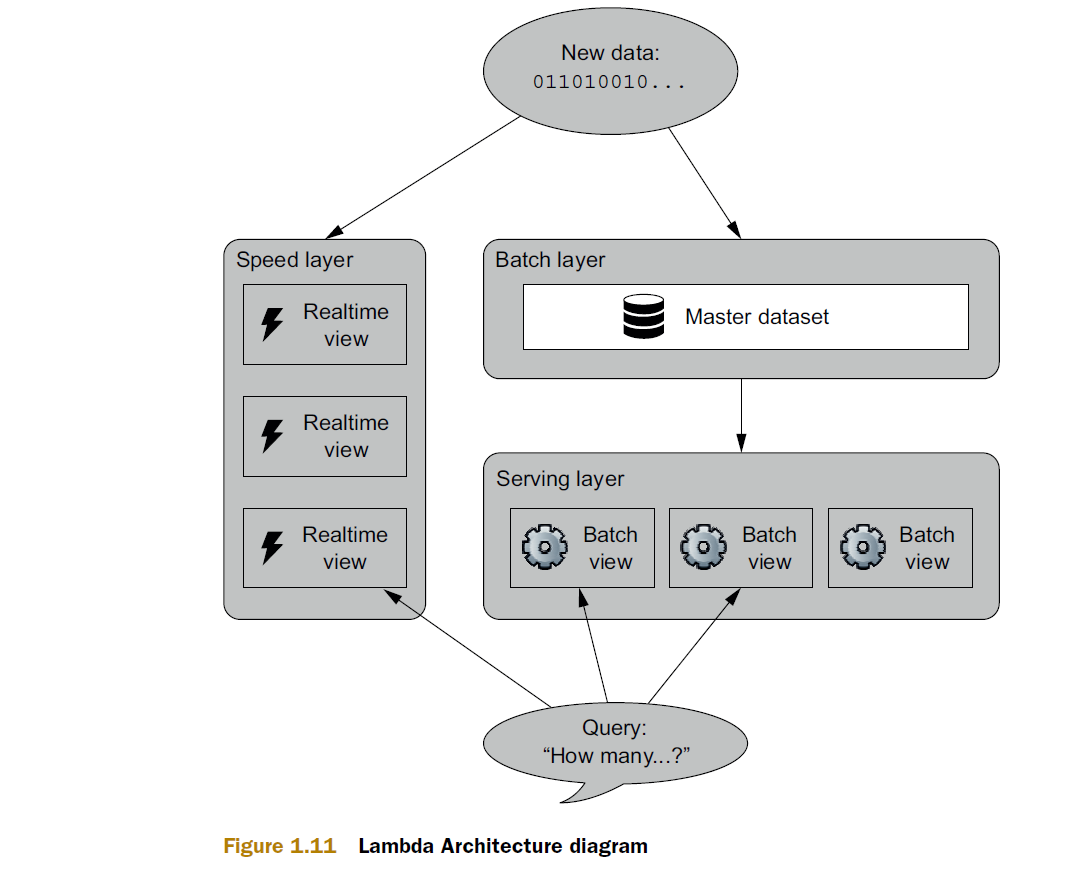 New data:
011010010...
Speed layer
Realtime
view
Realtime
view
Realtime
view
Batch layer
Master dataset
Serving layer
Batch
view
Batch
view
Batch
view
Query:
“How many...?”
Figure 1.11 Lambda Architecture diagram